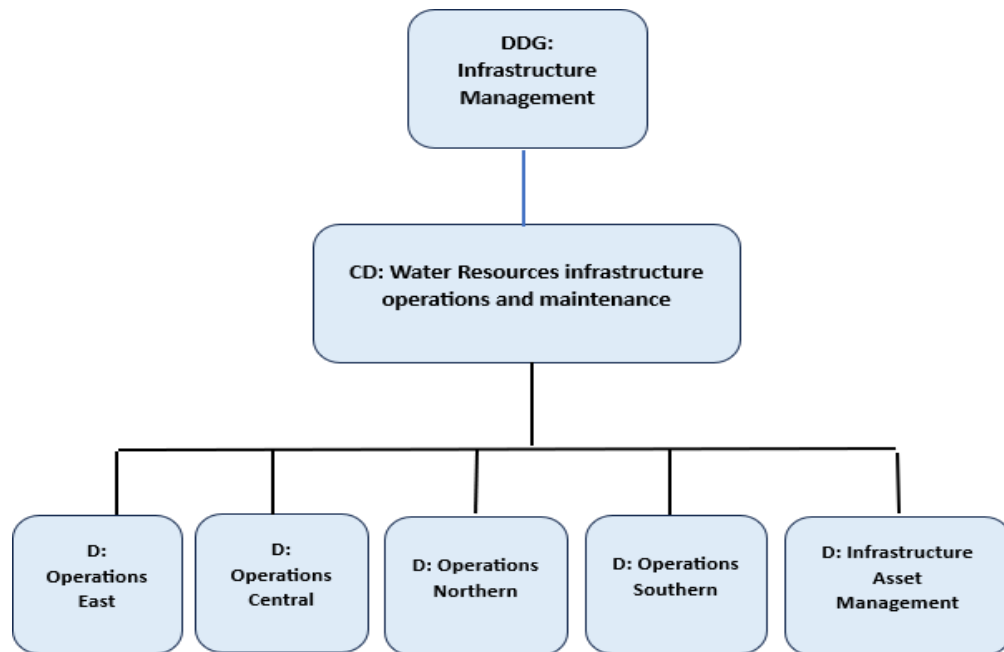 DDG:
Infrastructure
Management
CD: Water Resources infrastructure
operations and maintenance
D:
Operations
East
D:
Operations
Central
D: Operations
Northern
D: Operations
Southern
D: Infrastructure
Asset
Management